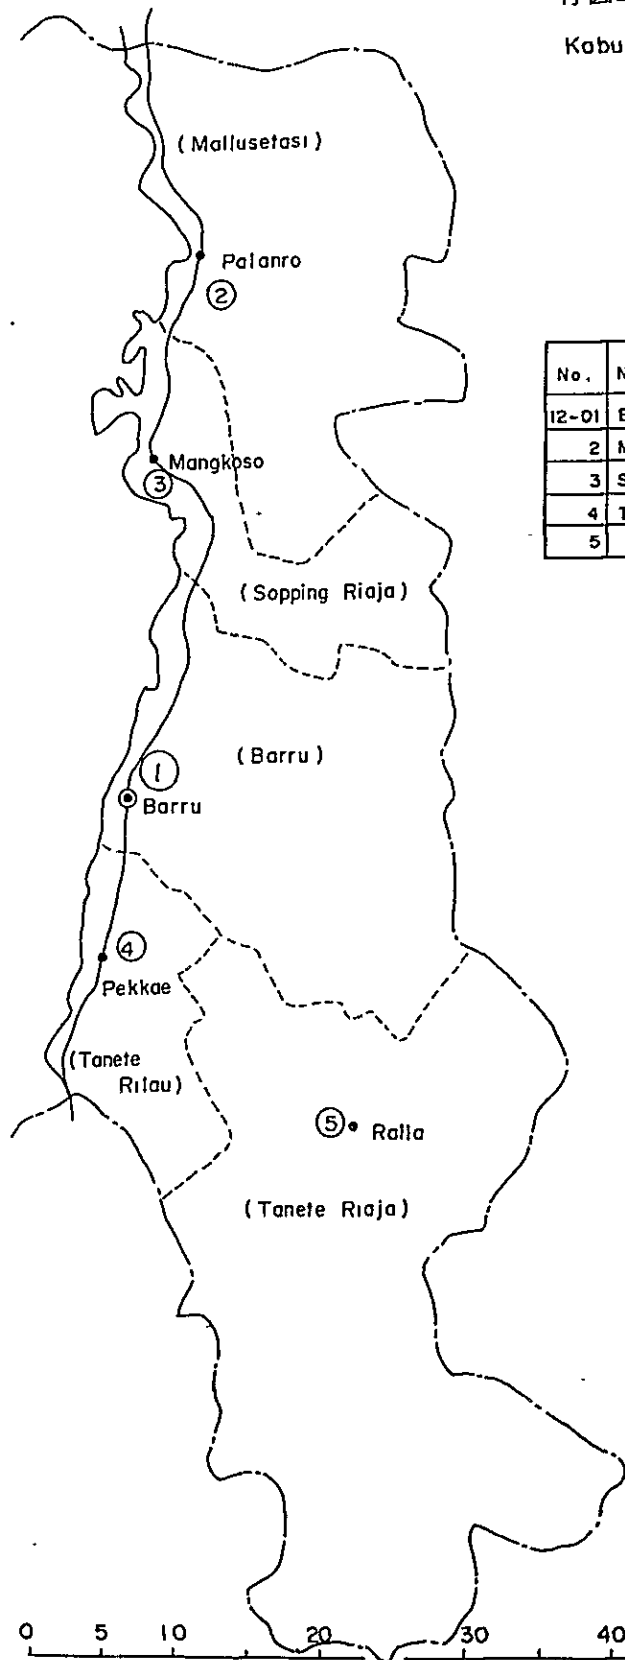 Kabu
(Mallusetasi)
Palanro
2
No. N
12-01 B
2 M
3 S
4 T
5
Mangkoso
3
(Sopping Riaja)
(Barru)
1
Barru
4
Pekkae
(Tanete
Rilau)
5 Ralla
(Tanete Riaja)
0 5 10 20 30 40